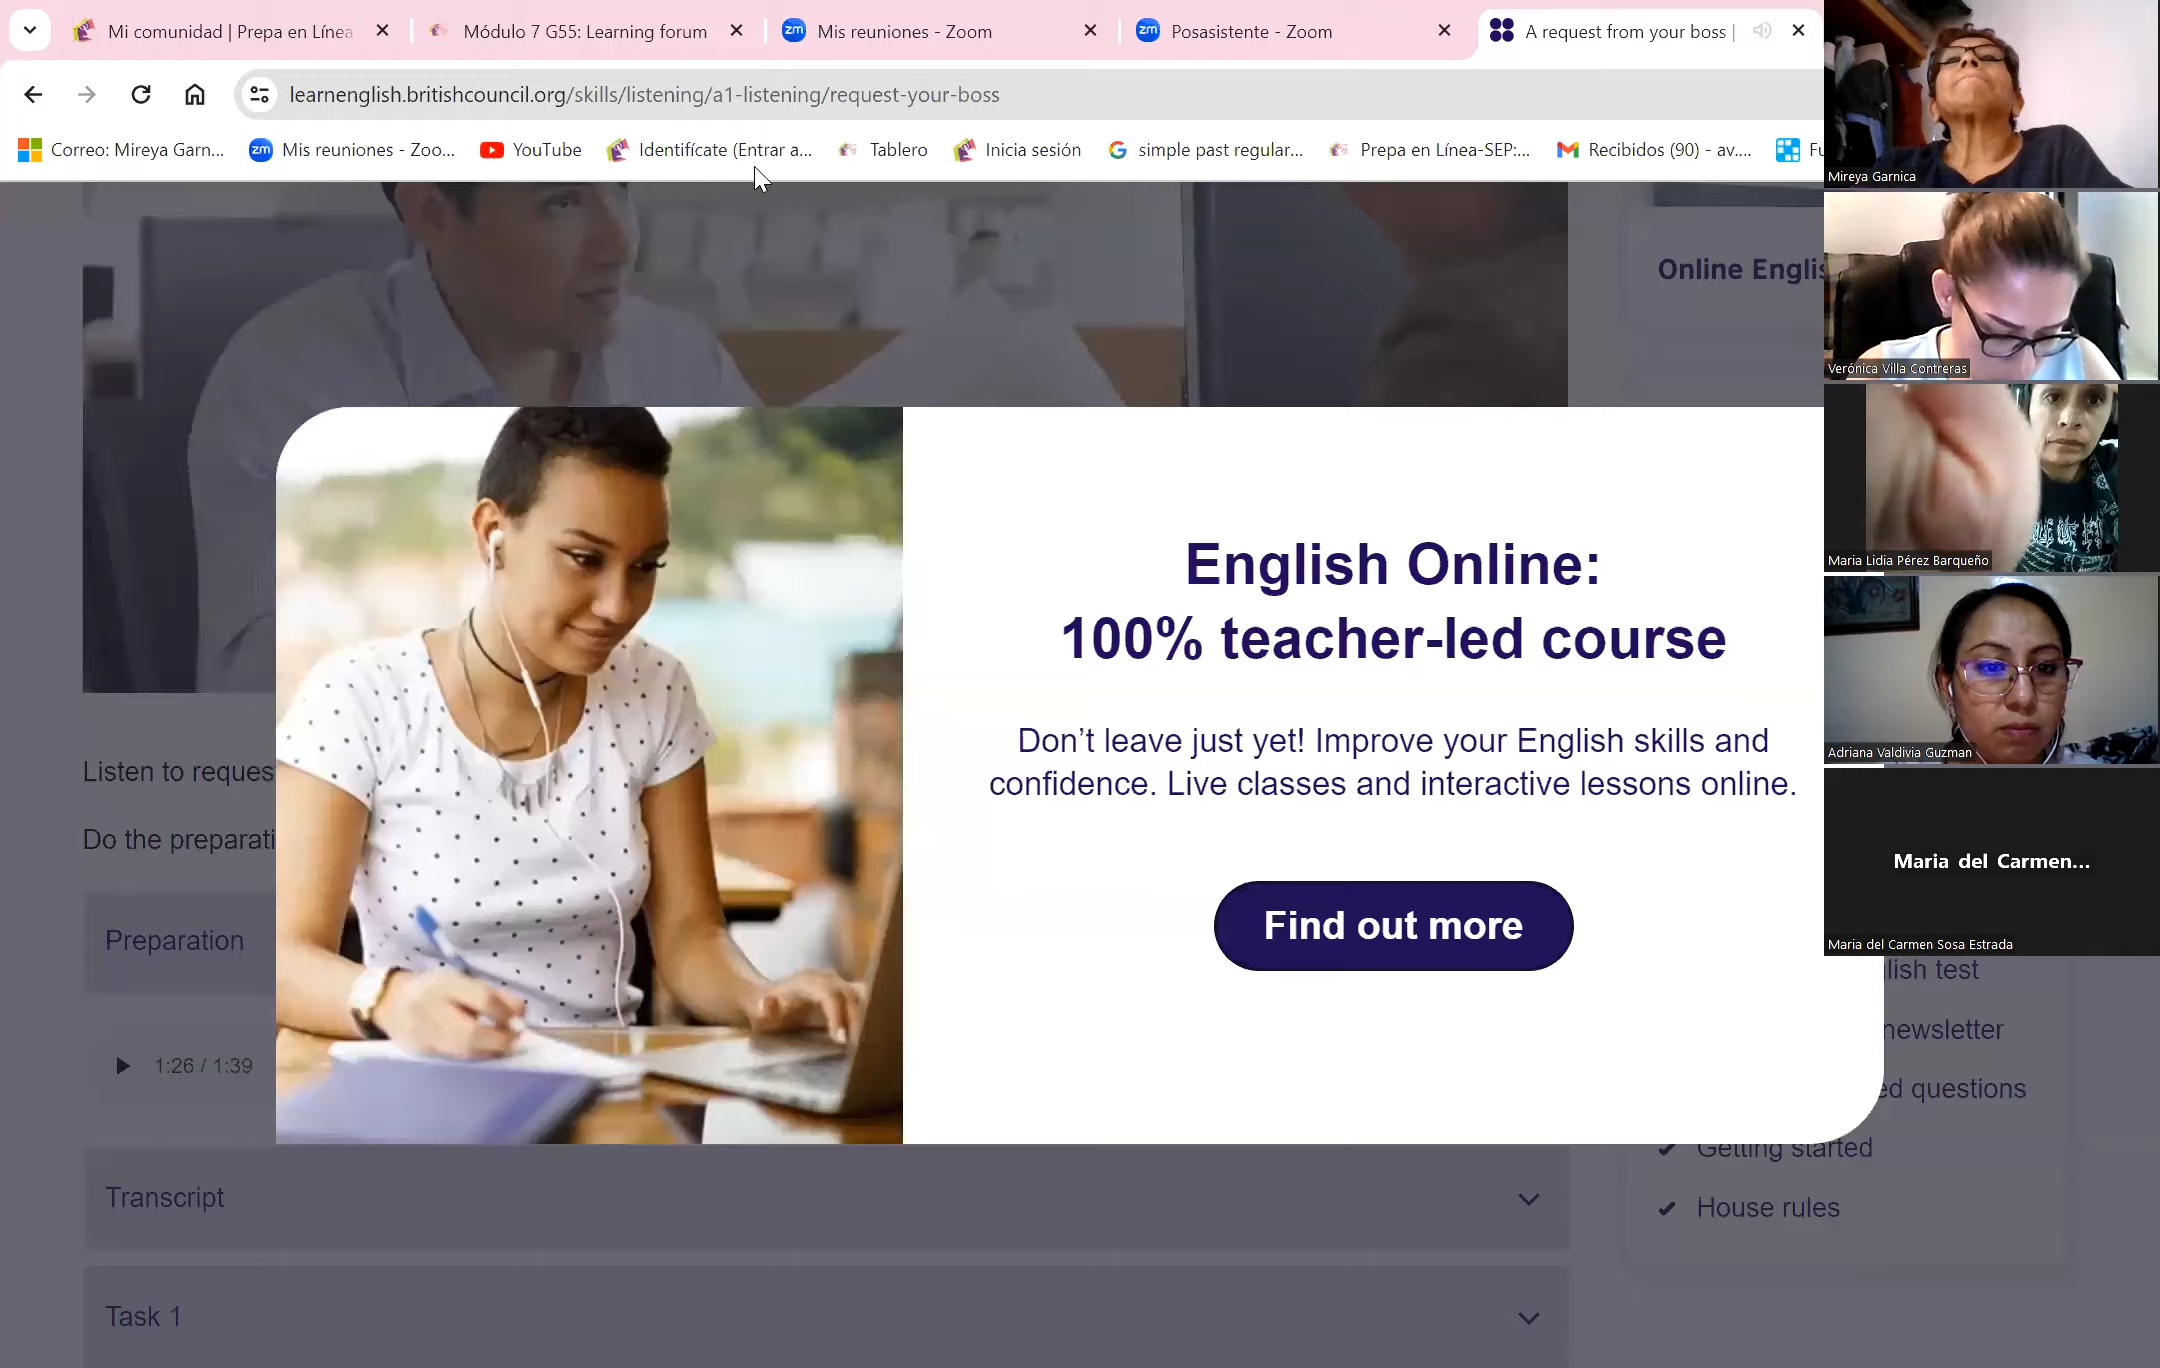 Mi comunidad | Prepa en Línea
Módulo 7 G55: Learning forum
zm Mis reuniones - Zoom
zm Posasistente - Zoom
A request from your boss |
learnenglish.britishcouncil.org/skills/listening/a1-listening/request-your-boss
Correo: Mireya Garn...
zm Mis reuniones - Zoo...
YouTube
Identifícate (Entrar a...
Tablero
Inicia sesión
simple past regular...
Prepa en Línea-SEP:...
Recibidos (90) - av....
Mireya Garnica
Verónica Villa Contreras
Maria Lidia Pérez Barqueño
Adriana Valdivia Guzman
Maria del Carmen...
Maria del Carmen Sosa Estrada
English Online:
100% teacher-led course
Don’t leave just yet! Improve your English skills and
confidence. Live classes and interactive lessons online.
Find out more
Listen to
Do the
Preparation
1:26 / 1:39
Transcript
Task 1
Online
test
newsletter
questions
Getting started
House rules